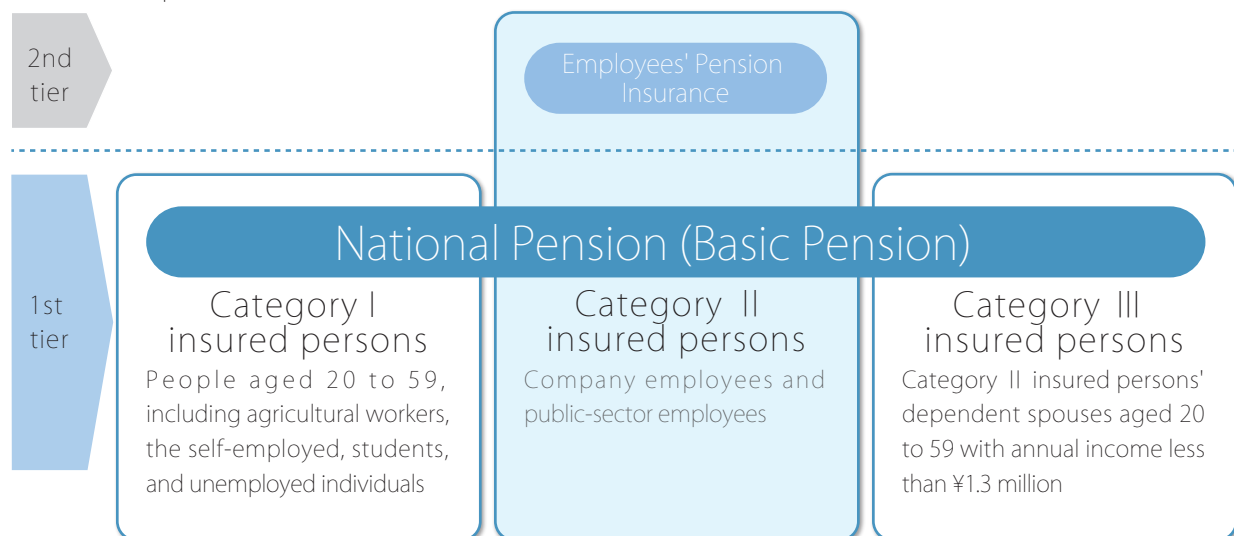 2nd
tier
Employees' Pension
Insurance
1st
tier
National Pension (Basic Pension)
Category I
insured persons
People aged 20 to 59,
including agricultural workers,
the self-employed, students,
and unemployed individuals
Category II
insured persons
Company employees and
public-sector employees
Category III
insured persons
Category II insured persons'
dependent spouses aged 20
to 59 with annual income less
than ¥1.3 million